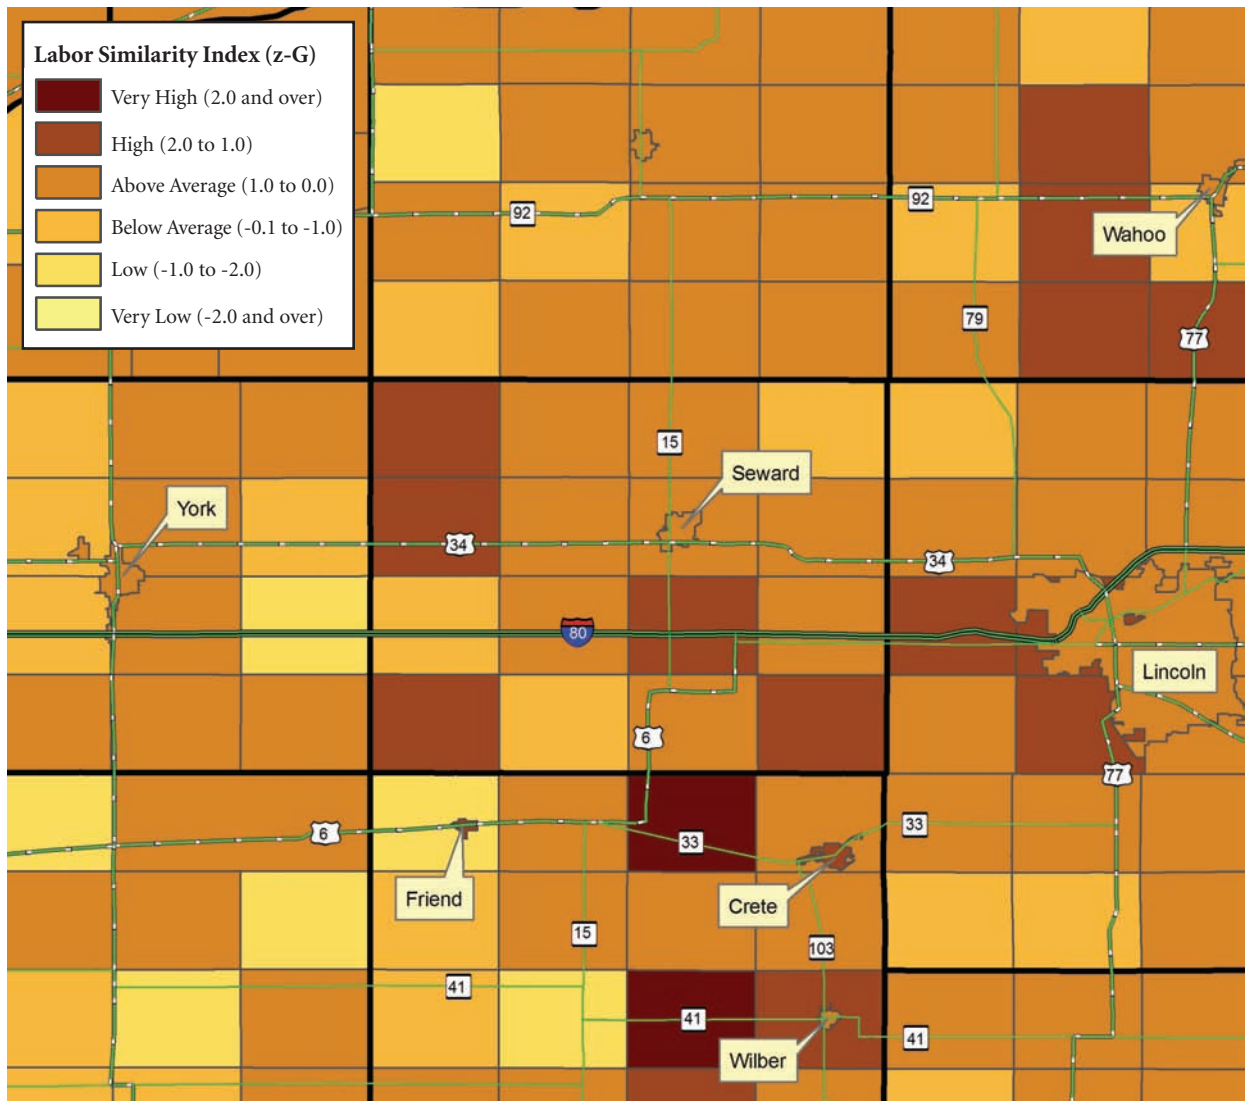 Labor Similarity Index (z-G)
Very High (2.0 and over)
High (2.0 to 1.0)
Above Average (1.0 to 0.0)
Below Average (-0.1 to -1.0)
Low (-1.0 to -2.0)
Very Low (-2.0 and over)
92
92
Wahoo
79
77
15
Seward
York
34
34
80
Lincoln
6
77
6
33
33
Friend
Crete
15
103
41
41
41
Wilber